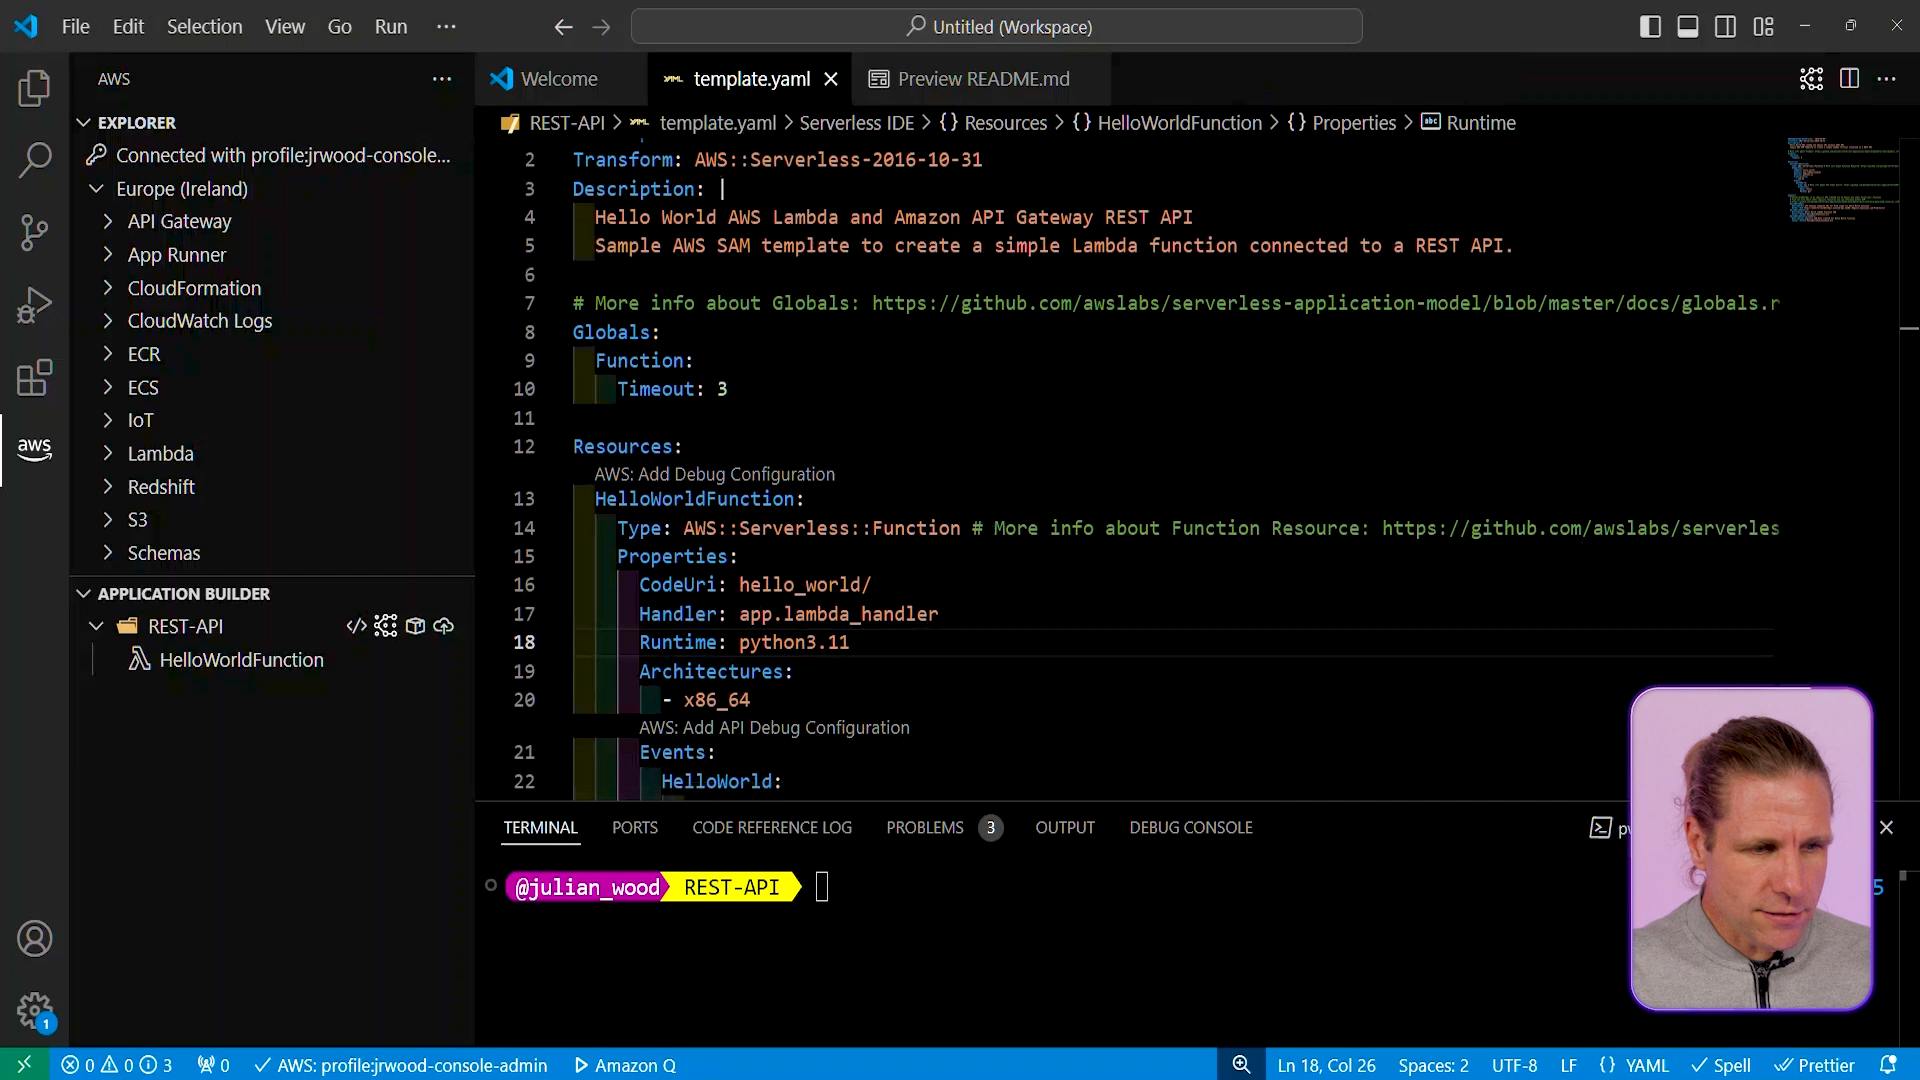 File Edit Selection View Go Run ··· Untitled (Workspace)
AWS ···
EXPLORER
Connected with profile:jrwood-console...
Europe (Ireland)
API Gateway
App Runner
CloudFormation
CloudWatch Logs
ECR
ECS
IoT
Lambda
Redshift
S3
Schemas
APPLICATION BUILDER
REST-API
HelloWorldFunction
aws
1
Welcome template.yaml Preview README.md
REST-API > template.yaml > Serverless IDE > {} Resources > {} HelloWorldFunction > {} Properties > abc Runtime
2 Transform: AWS::Serverless-2016-10-31
3 Description: |
4 Hello World AWS Lambda and Amazon API Gateway REST API
5 Sample AWS SAM template to create a simple Lambda function connected to a REST API.
6
7 # More info about Globals: https://github.com/awslabs/serverless-application-model/blob/master/docs/globals.r
8 Globals:
9 Function:
10 Timeout: 3
11
12 Resources:
AWS: Add Debug Configuration
13 HelloWorldFunction:
14 Type: AWS::Serverless::Function # More info about Function Resource: https://github.com/awslabs/serverles
15 Properties:
16 CodeUri: hello_world/
17 Handler: app.lambda_handler
18 Runtime: python3.11
19 Architectures:
20 - x86_64
AWS: Add API Debug Configuration
21 Events:
22 HelloWorld:
TERMINAL PORTS CODE REFERENCE LOG PROBLEMS 3 OUTPUT DEBUG CONSOLE
@julian_wood REST-API
0 0 3 0 AWS: profile:jrwood-console-admin Amazon Q Ln 18, Col 26 Spaces: 2 UTF-8 LF {} YAML Spell Prettier